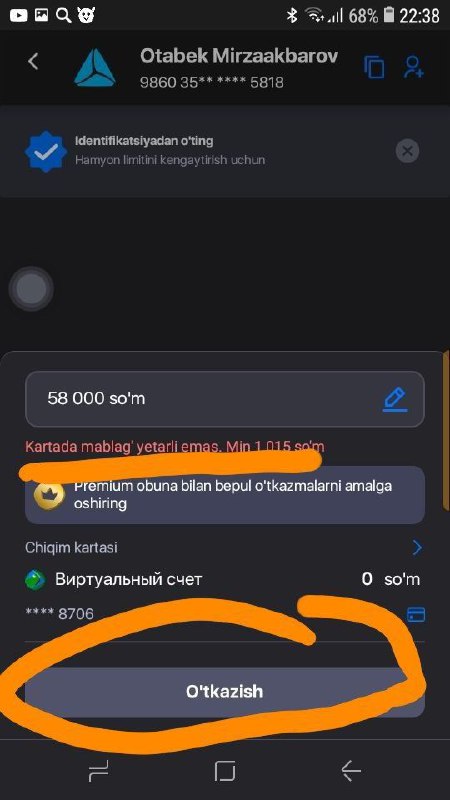 68% 22:38
Otabek Mirzaakbarov
9860 35** **** 5818
Identifikatsiyadan o'ting
Hamyon limitini kengaytirish uchun
58 000 so'm
Kartada mablag' yetarli emas. Min 1 015 so'm
Premium obuna bilan bepul o'tkazmalarni amalga
oshiring
Chiqim kartasi
Виртуальный счет 0 so'm
**** 8706
O'tkazish